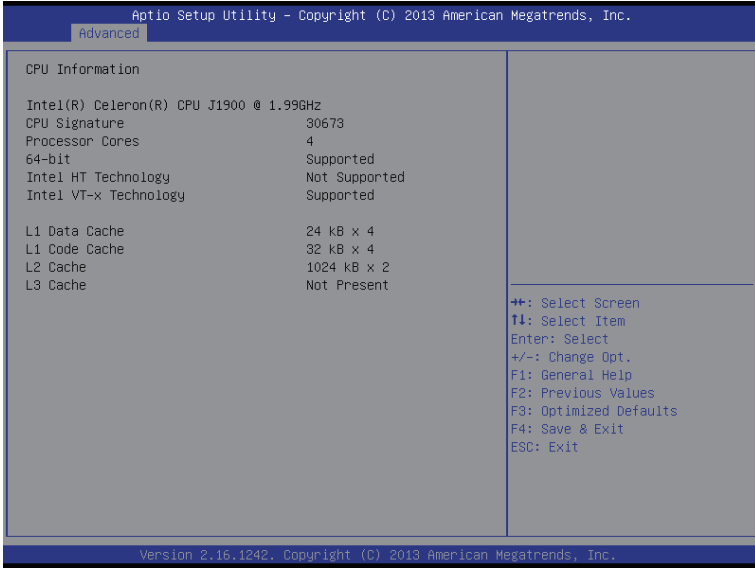 Aptio Setup Utility – Copyright (C) 2013 American Megatrends, Inc.
Advanced
CPU Information
Intel(R) Celeron(R) CPU J1900 @ 1.99GHz
CPU Signature 30673
Processor Cores 4
64-bit Supported
Intel HT Technology Not Supported
Intel VT-x Technology Supported
L1 Data Cache 24 kB x 4
L1 Code Cache 32 kB x 4
L2 Cache 1024 kB x 2
L3 Cache Not Present
→←: Select Screen
↑↓: Select Item
Enter: Select
+/-: Change Opt.
F1: General Help
F2: Previous Values
F3: Optimized Defaults
F4: Save & Exit
ESC: Exit
Version 2.16.1242. Copyright (C) 2013 American Megatrends, Inc.